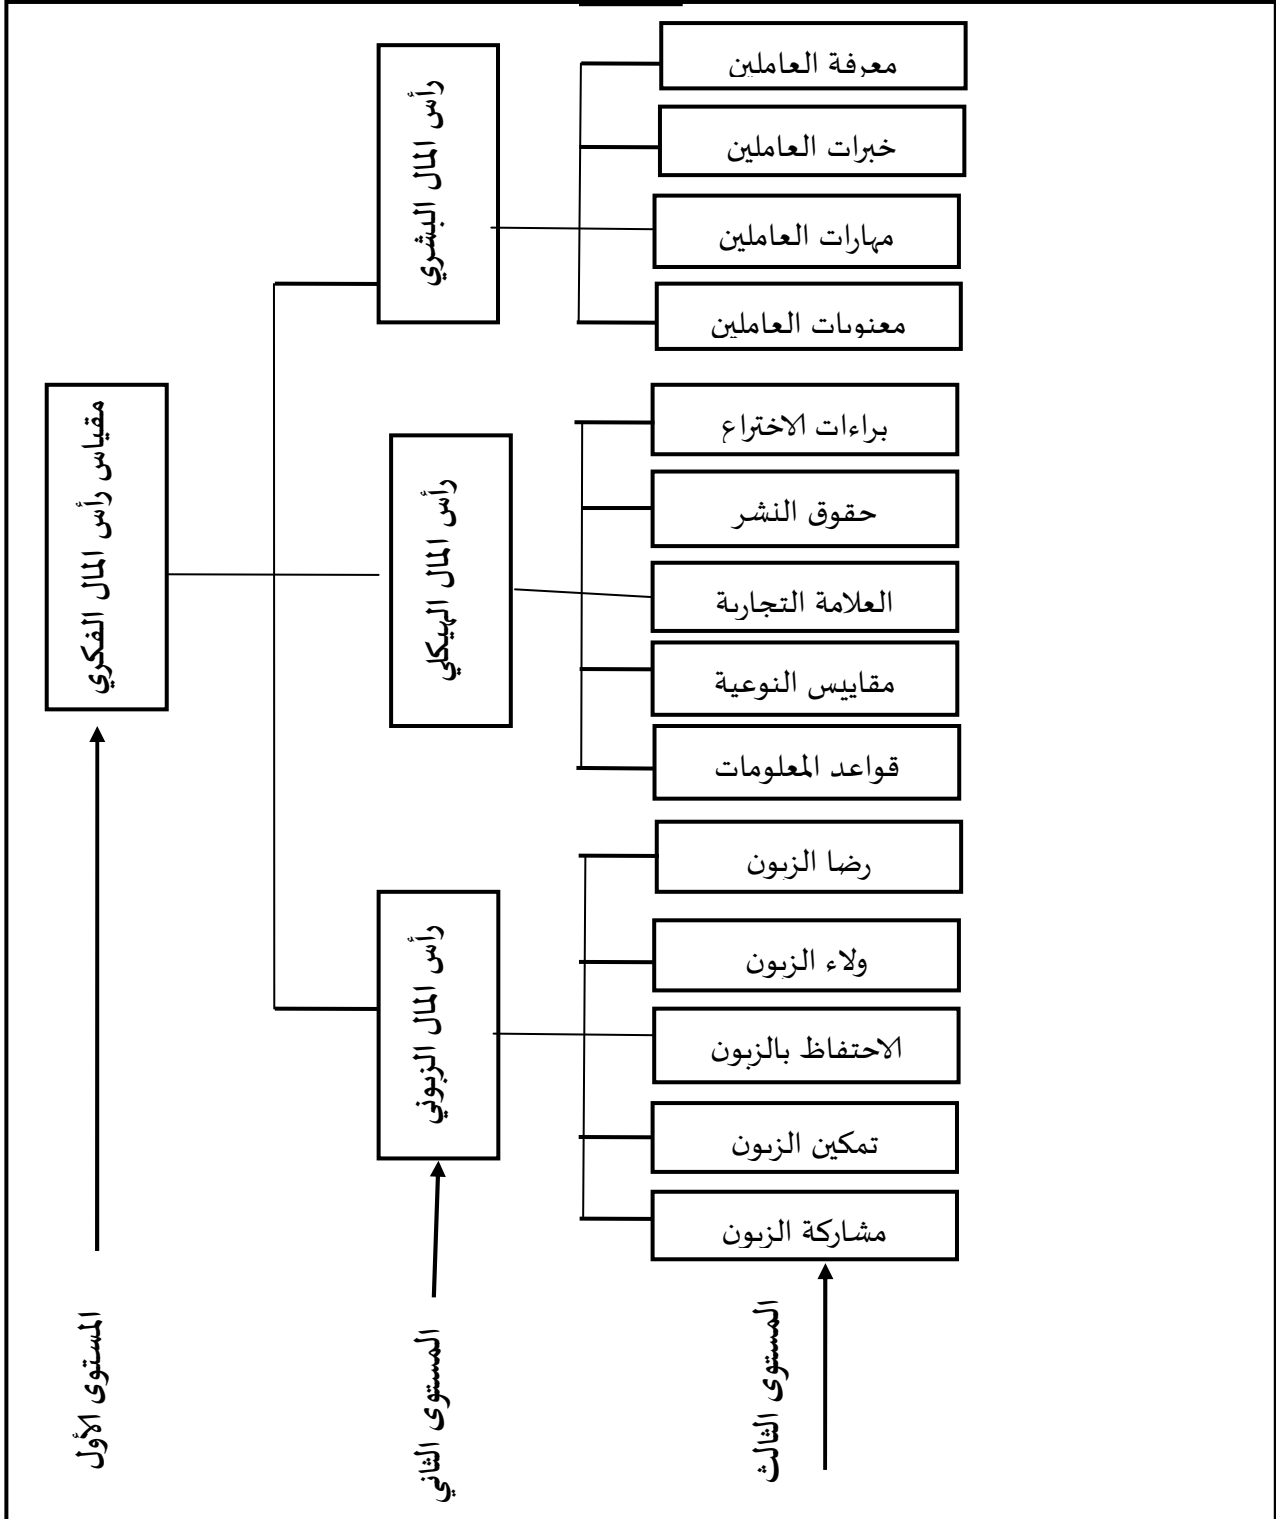 مقياس رأس المال الفكري
رأس المال البشري
معرفة العاملين
خبرات العاملين
مهارات العاملين
معنويات العاملين
رأس المال الهيكلي
براءات الاختراع
حقوق النشر
العلامة التجارية
مقاييس النوعية
قواعد المعلومات
رأس المال الزبوني
رضا الزبون
ولاء الزبون
الاحتفاظ بالزبون
تمكين الزبون
مشاركة الزبون
المستوى الأول
المستوى الثاني
المستوى الثالث